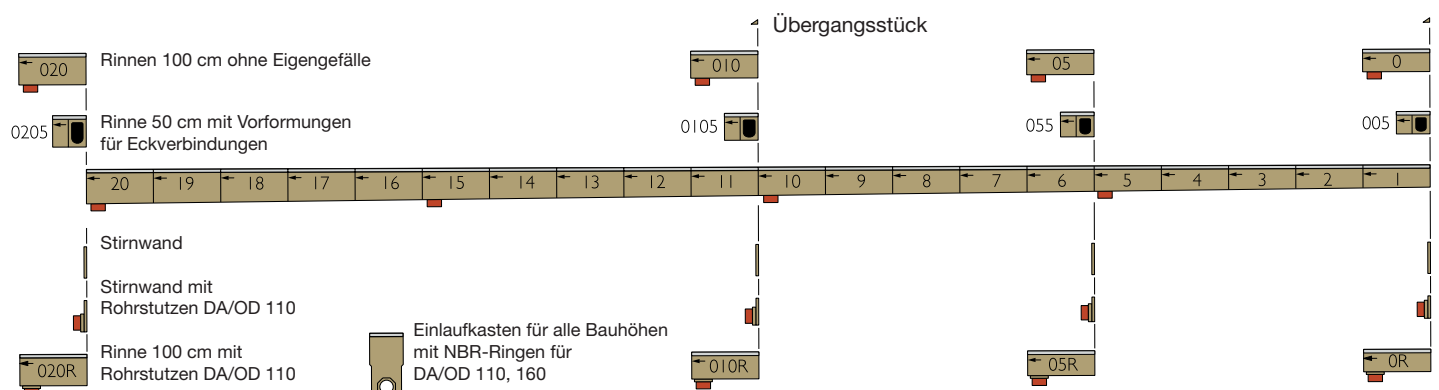 Übergangsstück
020 Rinnen 100 cm ohne Eigengefälle 010 05 0
0205 Rinne 50 cm mit Vorformungen 0105 055 005
für Eckverbindungen
20 19 18 17 16 15 14 13 12 11 10 9 8 7 6 5 4 3 2 1
Stirnwand
Stirnwand mit
Rohrstutzen DA/OD 110
Einlaufkasten für alle Bauhöhen
Rinne 100 cm mit mit NBR-Ringen für
020R Rohrstutzen DA/OD 110 DA/OD 110, 160 010R 05R 0R